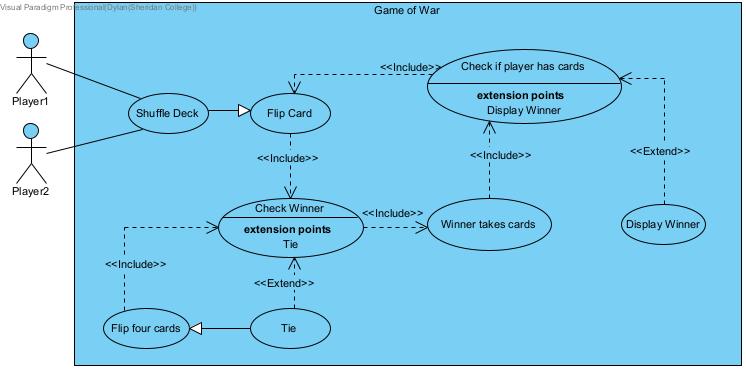 Visual Paradigm Professional(Dylan(Sheridan College))
Game of War
Player1
Player2
Shuffle Deck
Flip Card
<<Include>>
Check if player has cards
extension points
Display Winner
<<Include>>
<<Include>>
<<Extend>>
Check Winner
extension points
Tie
<<Include>>
Winner takes cards
Display Winner
<<Include>>
<<Extend>>
Flip four cards
Tie